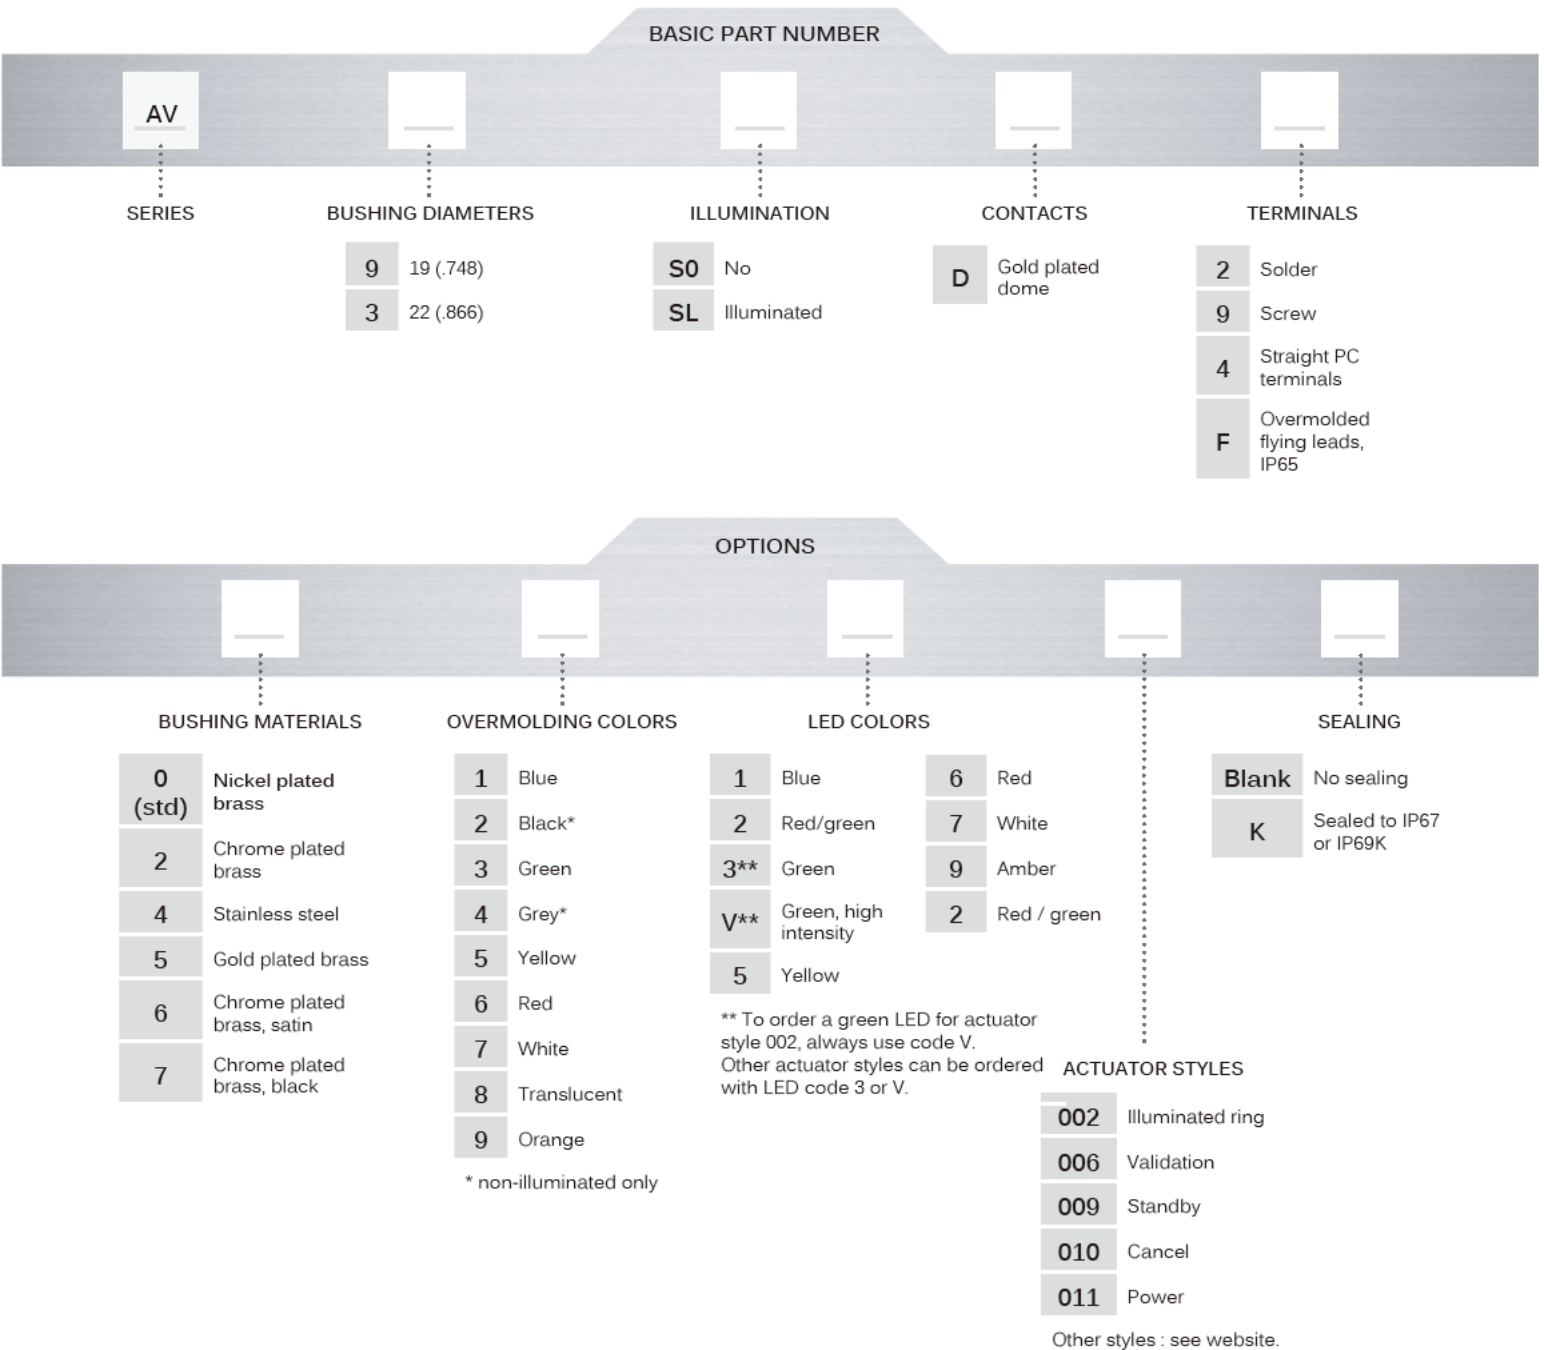 BASIC PART NUMBER
AV
SERIES
BUSHING DIAMETERS
9 19 (.748)
3 22 (.866)
ILLUMINATION
S0 No
SL Illuminated
CONTACTS
D Gold plated
dome
TERMINALS
2 Solder
9 Screw
4 Straight PC
terminals
F Overmolded
flying leads,
IP65
OPTIONS
BUSHING MATERIALS
0
(std)
Nickel plated
brass
2 Chrome plated
brass
4 Stainless steel
5 Gold plated brass
6 Chrome plated
brass, satin
7 Chrome plated
brass, black
OVERMOLDING COLORS
1 Blue
2 Black*
3 Green
4 Grey*
5 Yellow
6 Red
7 White
8 Translucent
9 Orange
* non-illuminated only
LED COLORS
1 Blue
2 Red/green
3** Green
V** Green, high
intensity
5 Yellow
6 Red
7 White
9 Amber
2 Red / green
** To order a green LED for actuator
style 002, always use code V.
Other actuator styles can be ordered
with LED code 3 or V.
ACTUATOR STYLES
002 Illuminated ring
006 Validation
009 Standby
010 Cancel
011 Power
Other styles : see website.
SEALING
Blank No sealing
K Sealed to IP67
or IP69K